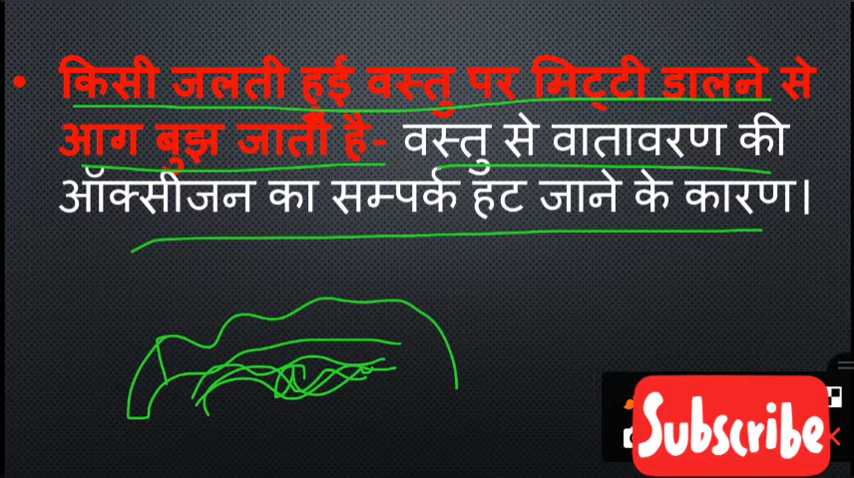 • किसी जलती हुई वस्तु पर मिट्टी डालने से
आग बुझ जाती है- वस्तु से वातावरण की
ऑक्सीजन का सम्पर्क हट जाने के कारण।
Subscribe